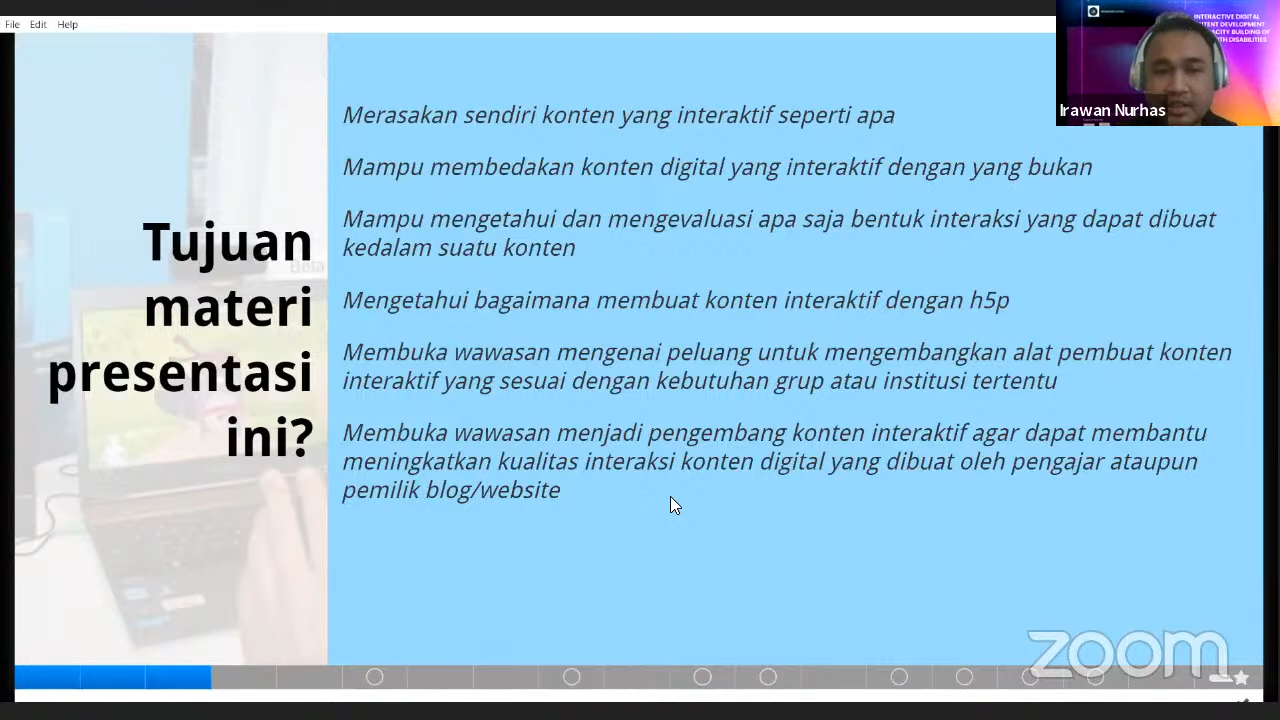 File Edit Help
INTERACTIVE DIGITAL
DEVELOPMENT
BUILDING OF
DISABILITIES
Irawan Nurhas
Tujuan
materi
presentasi
ini?
Merasakan sendiri konten yang interaktif seperti apa
Mampu membedakan konten digital yang interaktif dengan yang bukan
Mampu mengetahui dan mengevaluasi apa saja bentuk interaksi yang dapat dibuat
kedalam suatu konten
Mengetahui bagaimana membuat konten interaktif dengan h5p
Membuka wawasan mengenai peluang untuk mengembangkan alat pembuat konten
interaktif yang sesuai dengan kebutuhan grup atau institusi tertentu
Membuka wawasan menjadi pengembang konten interaktif agar dapat membantu
meningkatkan kualitas interaksi konten digital yang dibuat oleh pengajar ataupun
pemilik blog/website
zoom